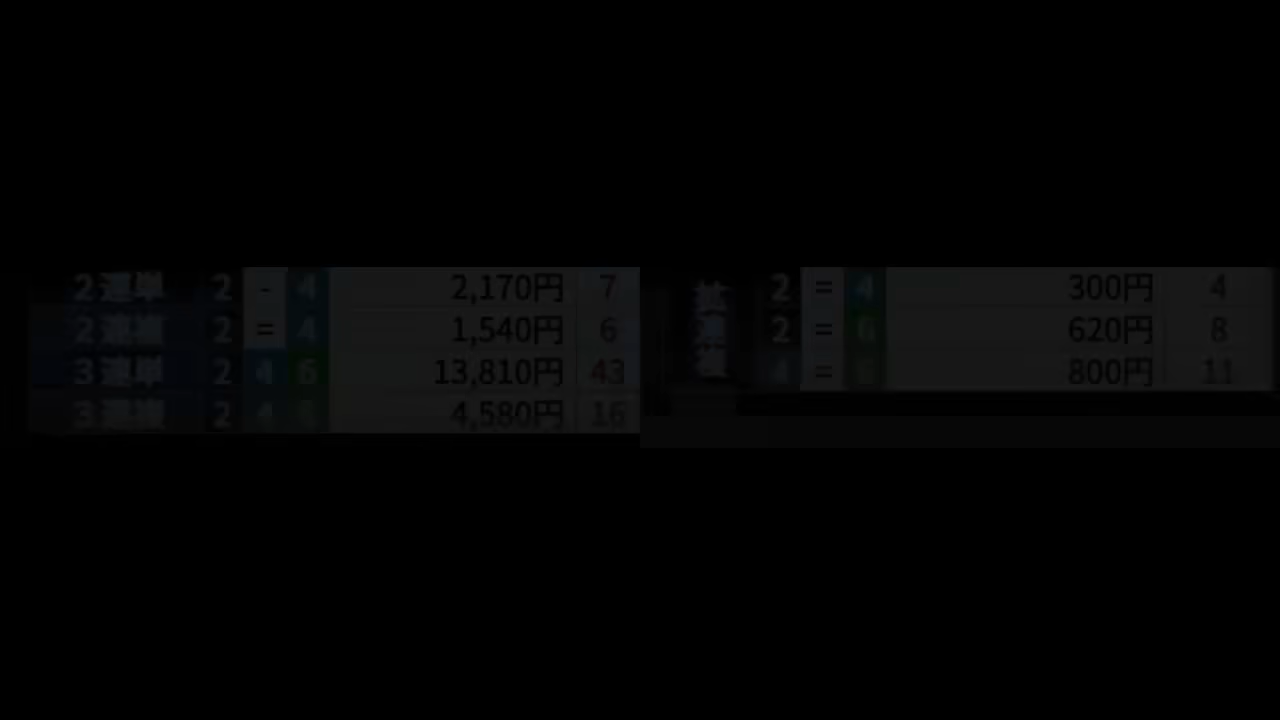 2連単 2 - 4 2,170円 7
2連複 2 = 4 1,540円 6
3連単 2 4 6 13,810円 43
3連複 2 4 6 4,580円 16
拡連複
2 = 4 300円 4
2 = 6 620円 8
4 = 6 800円 11